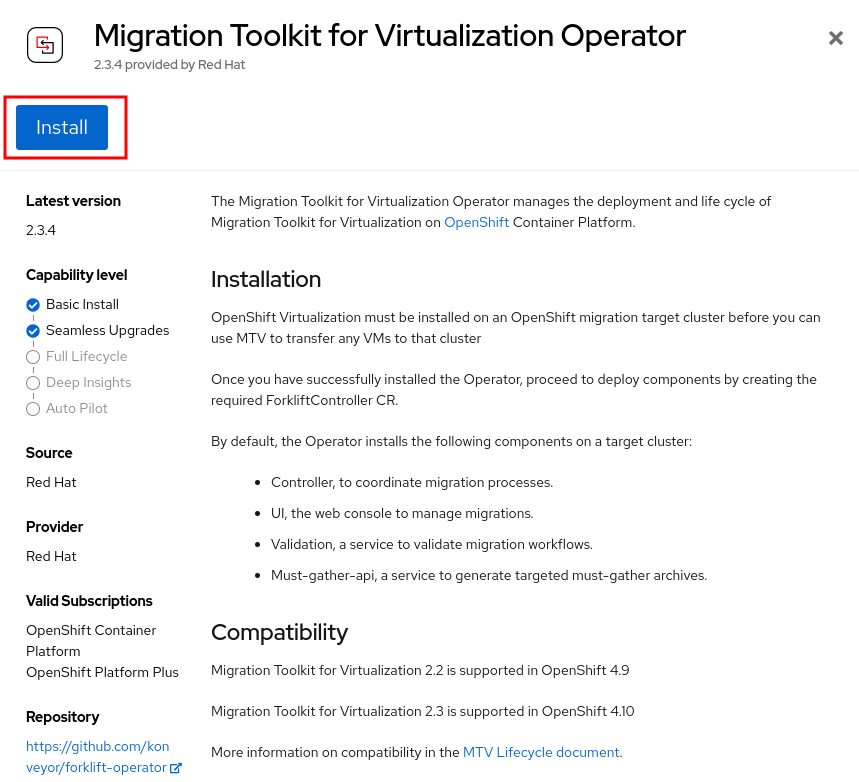 Migration Toolkit for Virtualization Operator
2.3.4 provided by Red Hat
Install
Latest version
2.3.4
Capability level
Basic Install
Seamless Upgrades
Full Lifecycle
Deep Insights
Auto Pilot
Source
Red Hat
Provider
Red Hat
Valid Subscriptions
OpenShift Container
Platform
OpenShift Platform Plus
Repository
https://github.com/kon
veyor/forklift-operator
The Migration Toolkit for Virtualization Operator manages the deployment and life cycle of
Migration Toolkit for Virtualization on OpenShift Container Platform.
Installation
OpenShift Virtualization must be installed on an OpenShift migration target cluster before you can
use MTV to transfer any VMs to that cluster
Once you have successfully installed the Operator, proceed to deploy components by creating the
required ForkliftController CR.
By default, the Operator installs the following components on a target cluster:
• Controller, to coordinate migration processes.
• UI, the web console to manage migrations.
• Validation, a service to validate migration workflows.
• Must-gather-api, a service to generate targeted must-gather archives.
Compatibility
Migration Toolkit for Virtualization 2.2 is supported in OpenShift 4.9
Migration Toolkit for Virtualization 2.3 is supported in OpenShift 4.10
More information on compatibility in the MTV Lifecycle document.